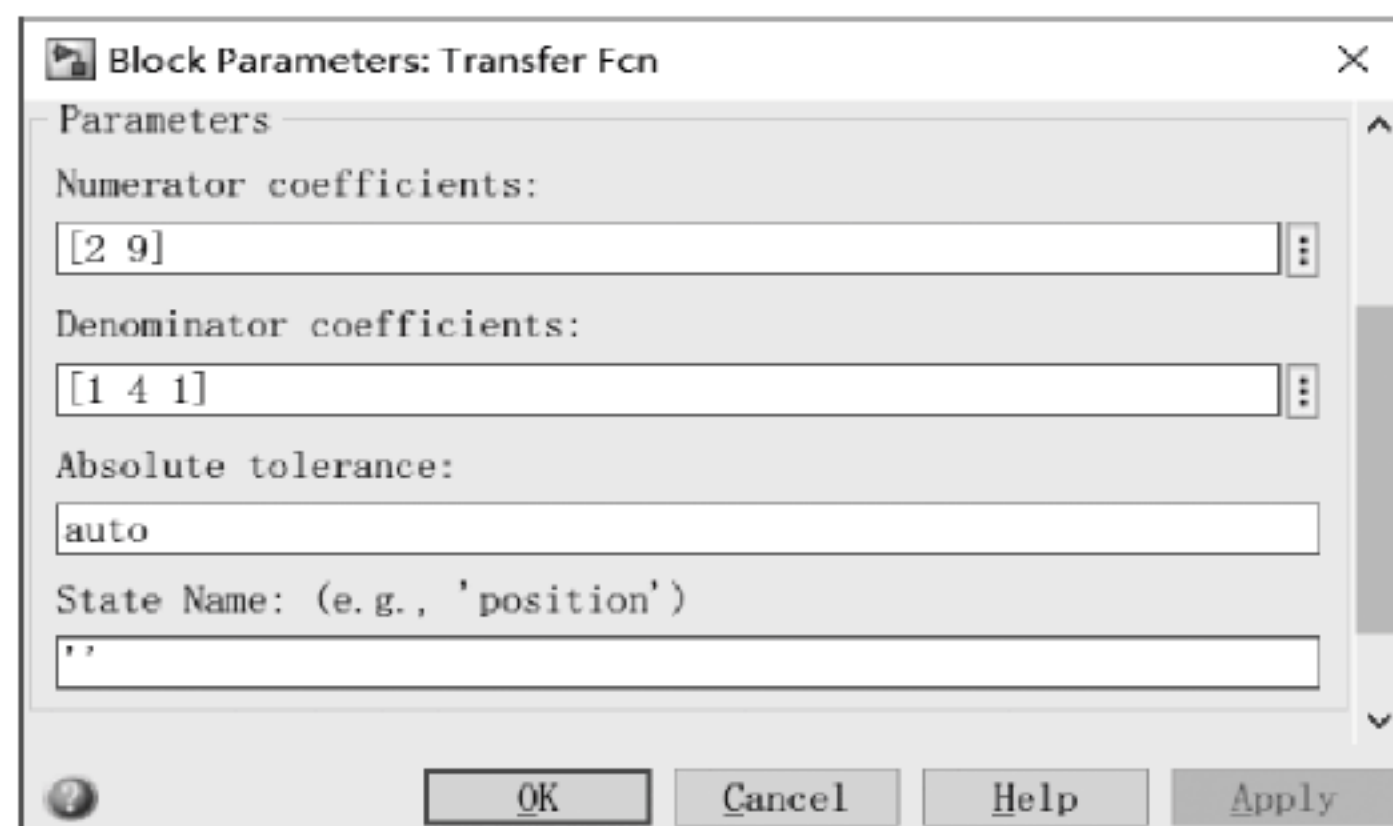 Block Parameters: Transfer Fcn
Parameters
Numerator coefficients:
[2 9]
Denominator coefficients:
[1 4 1]
Absolute tolerance:
auto
State Name: (e.g., 'position')
''
OK Cancel Help Apply